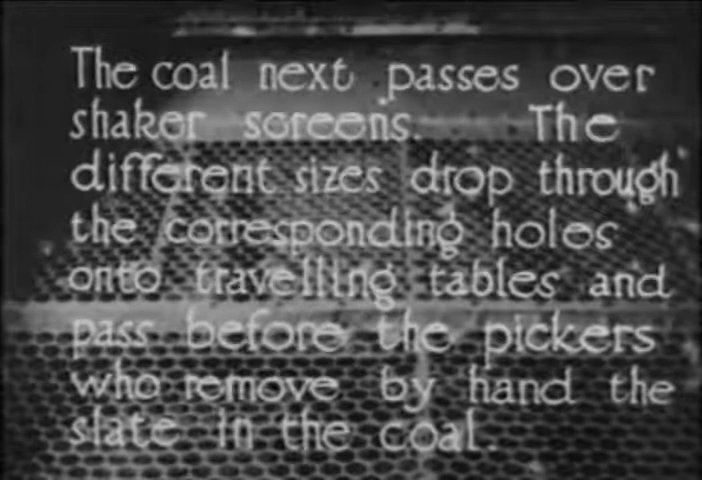 The coal next passes over
shaker screens. The
different sizes drop through
the corresponding holes
onto travelling tables and
pass before the pickers
who remove by hand the
slate in the coal.